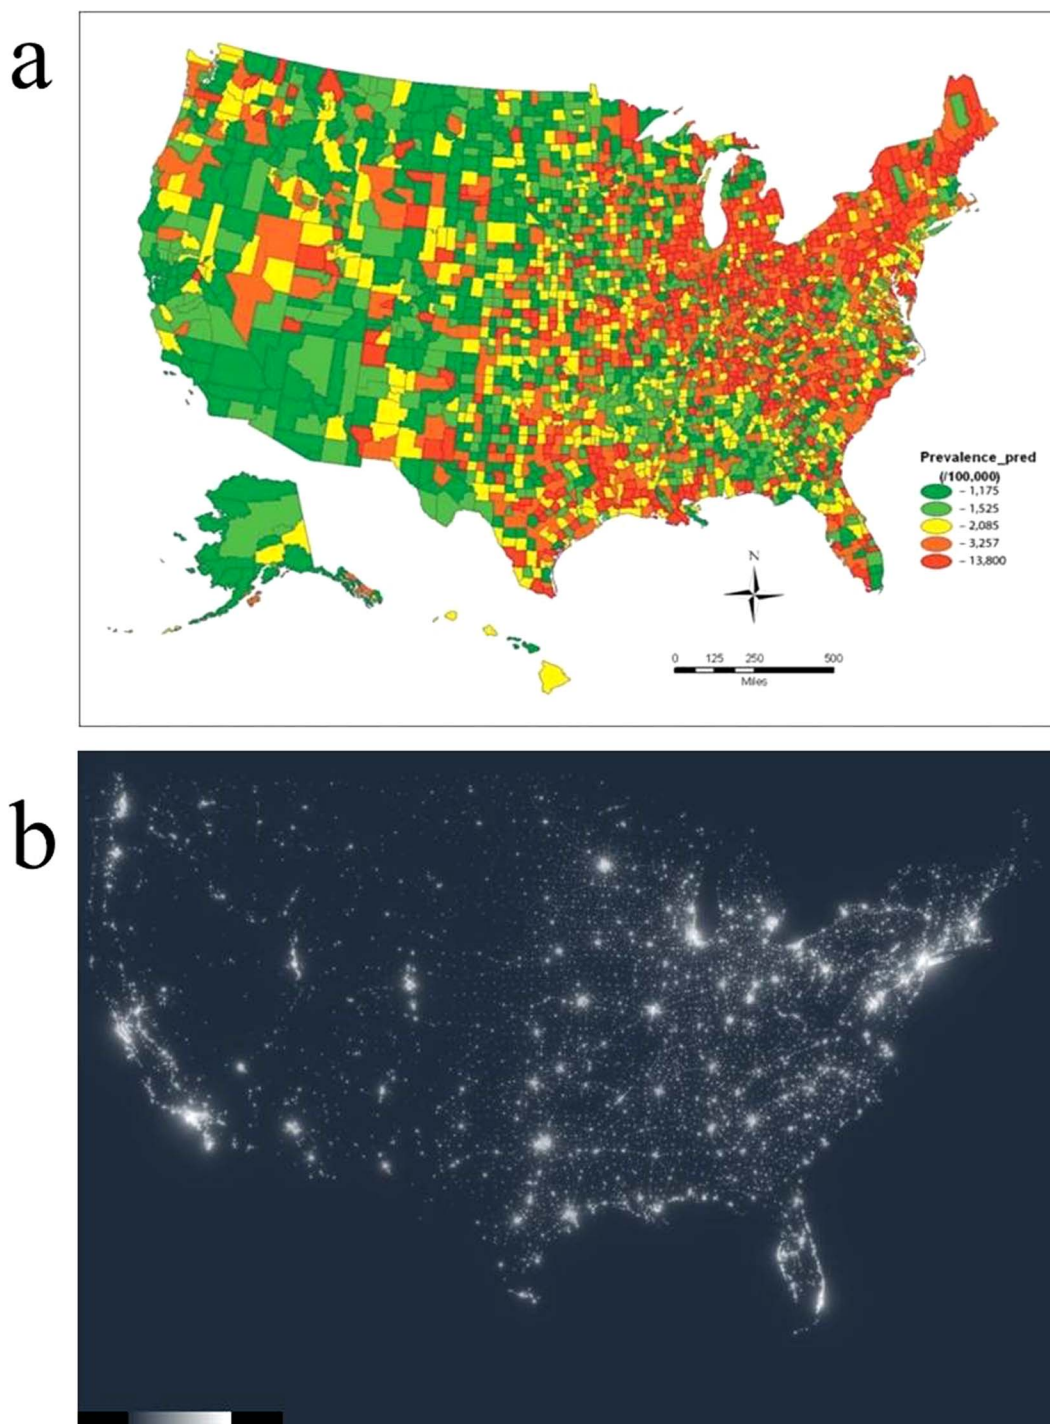 a
Prevalence_pred
(/100,000)
– 1,175
– 1,525
– 2,085
– 3,257
– 13,800
N
0 125 250 500
Miles
b